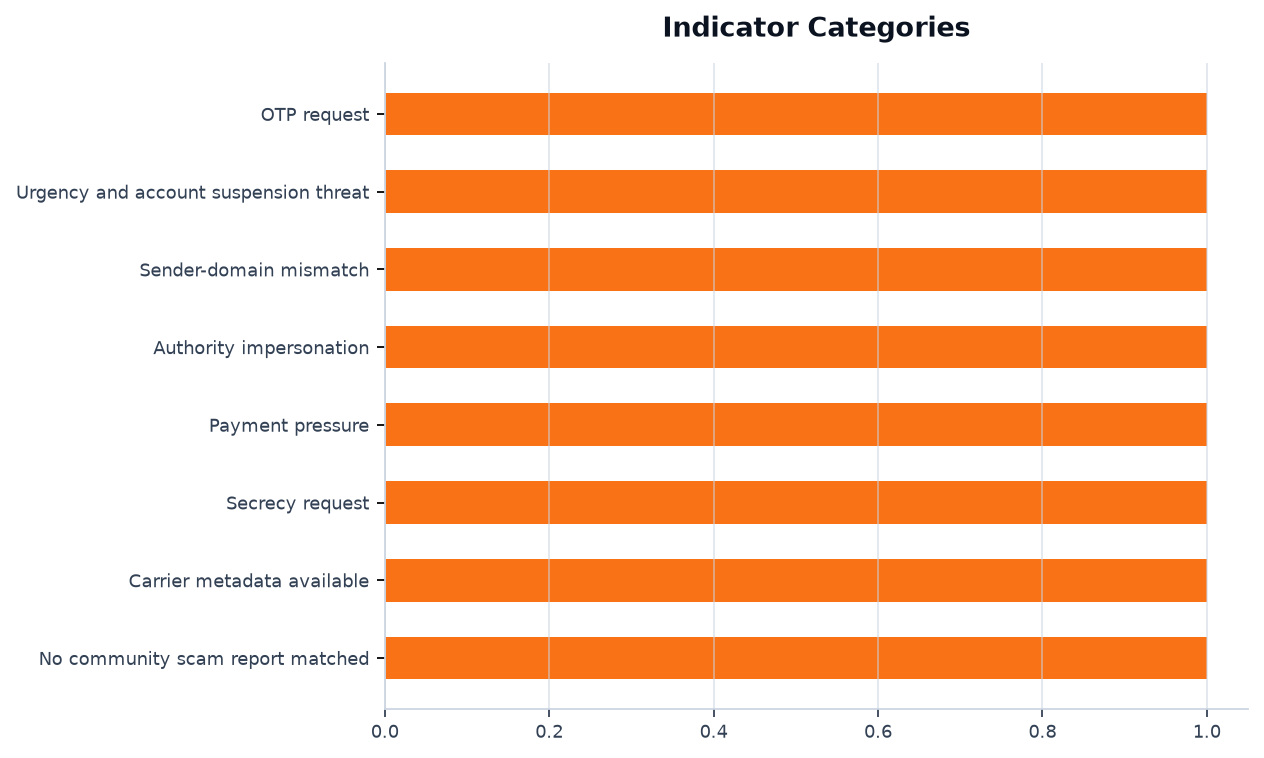 Indicator Categories
OTP request
Urgency and account suspension threat
Sender-domain mismatch
Authority impersonation
Payment pressure
Secrecy request
Carrier metadata available
No community scam report matched
0.0 0.2 0.4 0.6 0.8 1.0